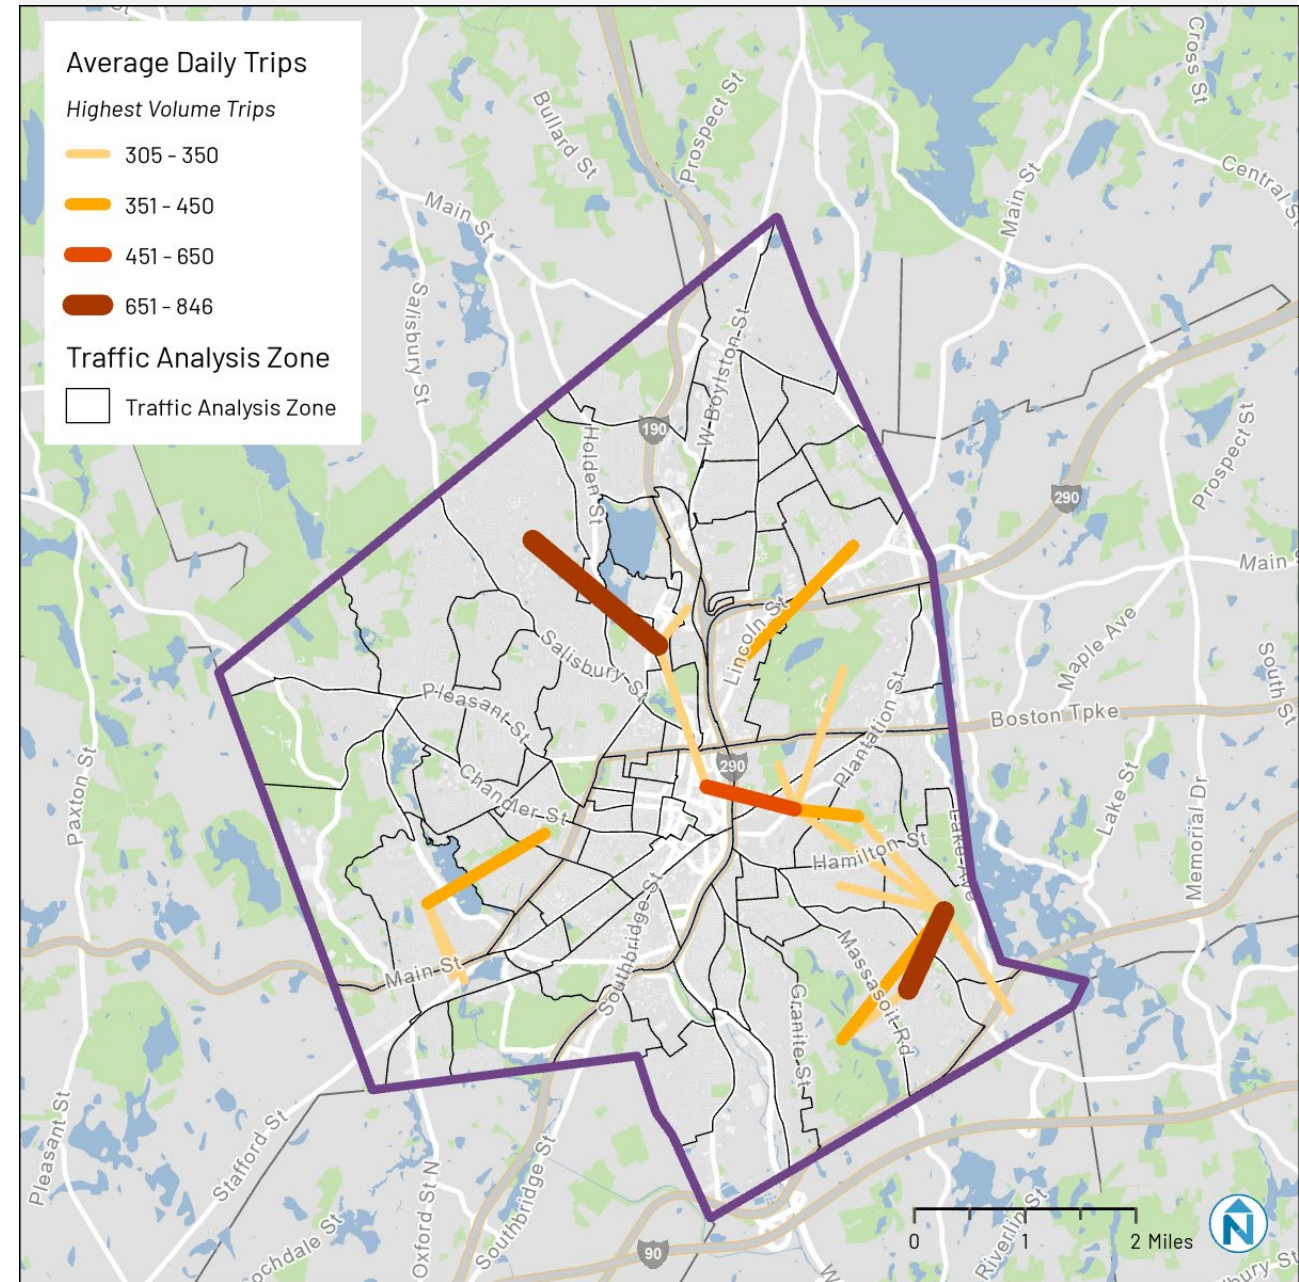 Average Daily Trips
Highest Volume Trips
305 - 350
351 - 450
451 - 650
651 - 846
Traffic Analysis Zone
Traffic Analysis Zone
St
Bullard St
Prospect St
Cross St
Main St
Main St
Central St
Salisbury St
W Boylston St
190
Holden St
290
Prospect St
Main S
Lincoln St
Maple Ave
Salisbury St
South St
Pleasant St
Plantation St
Boston Tpke
290
Paxton St
Chandler St
Lake St
Memorial Dr
Hamilton St
Lake Ave
Southbridge St
Main St
Massasoit Rd
Granite St
Pleasant St
Stafford St
Oxford St N
Southbridge St
ochdale St
90
Riverlin St
W
bury St
0
1
2 Miles
N